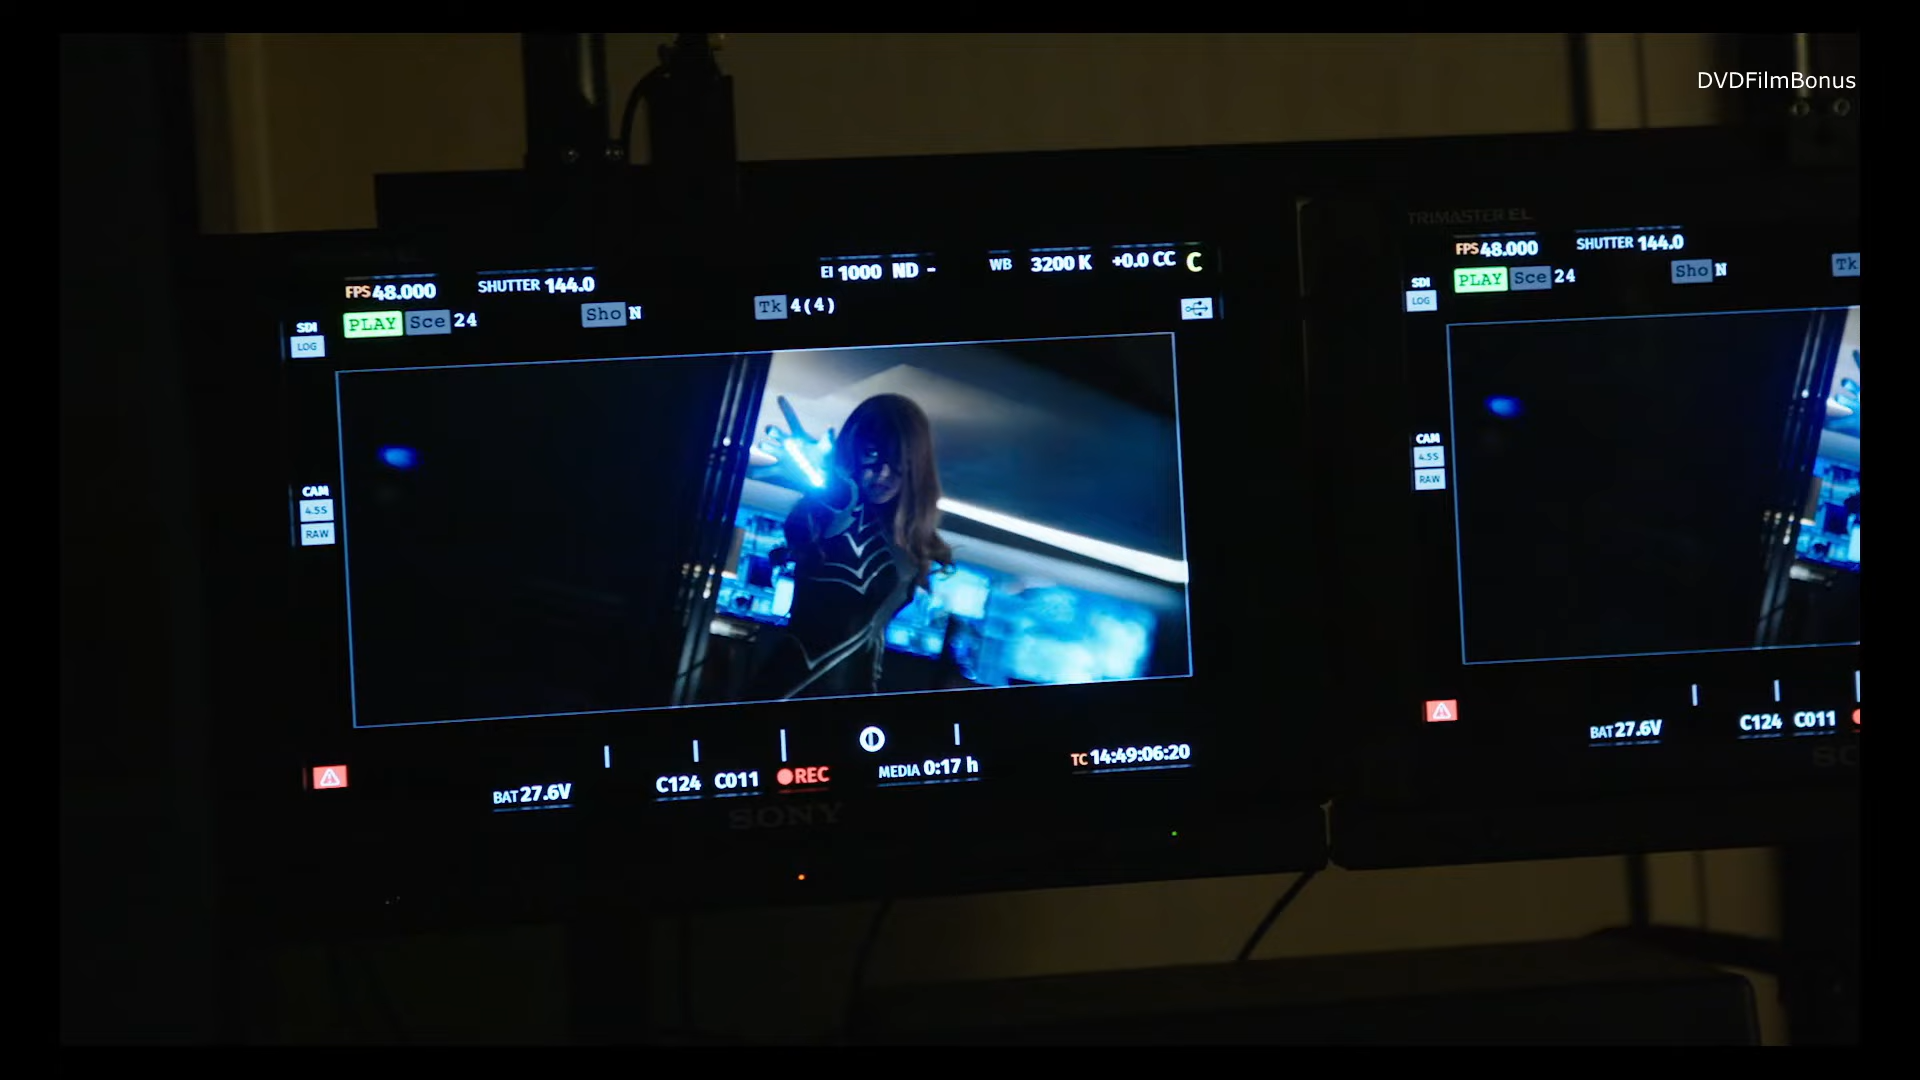 DVDFilmBonus
FPS 48.000 SHUTTER 144.0 EI 1000 ND - WB 3200 K +0.0 CC C
PLAY Sce 24 Sho N Tk 4(4)
SDI
LOG
CAM
4.5S
RAW
BAT 27.6V C124 C011 REC MEDIA 0:17 h TC 14:49:06:20
SONY
TRIMASTER EL
FPS 48.000 SHUTTER 144.0
PLAY Sce 24 Sho N Tk
SDI
LOG
CAM
4.5S
RAW
BAT 27.6V C124 C011
SO